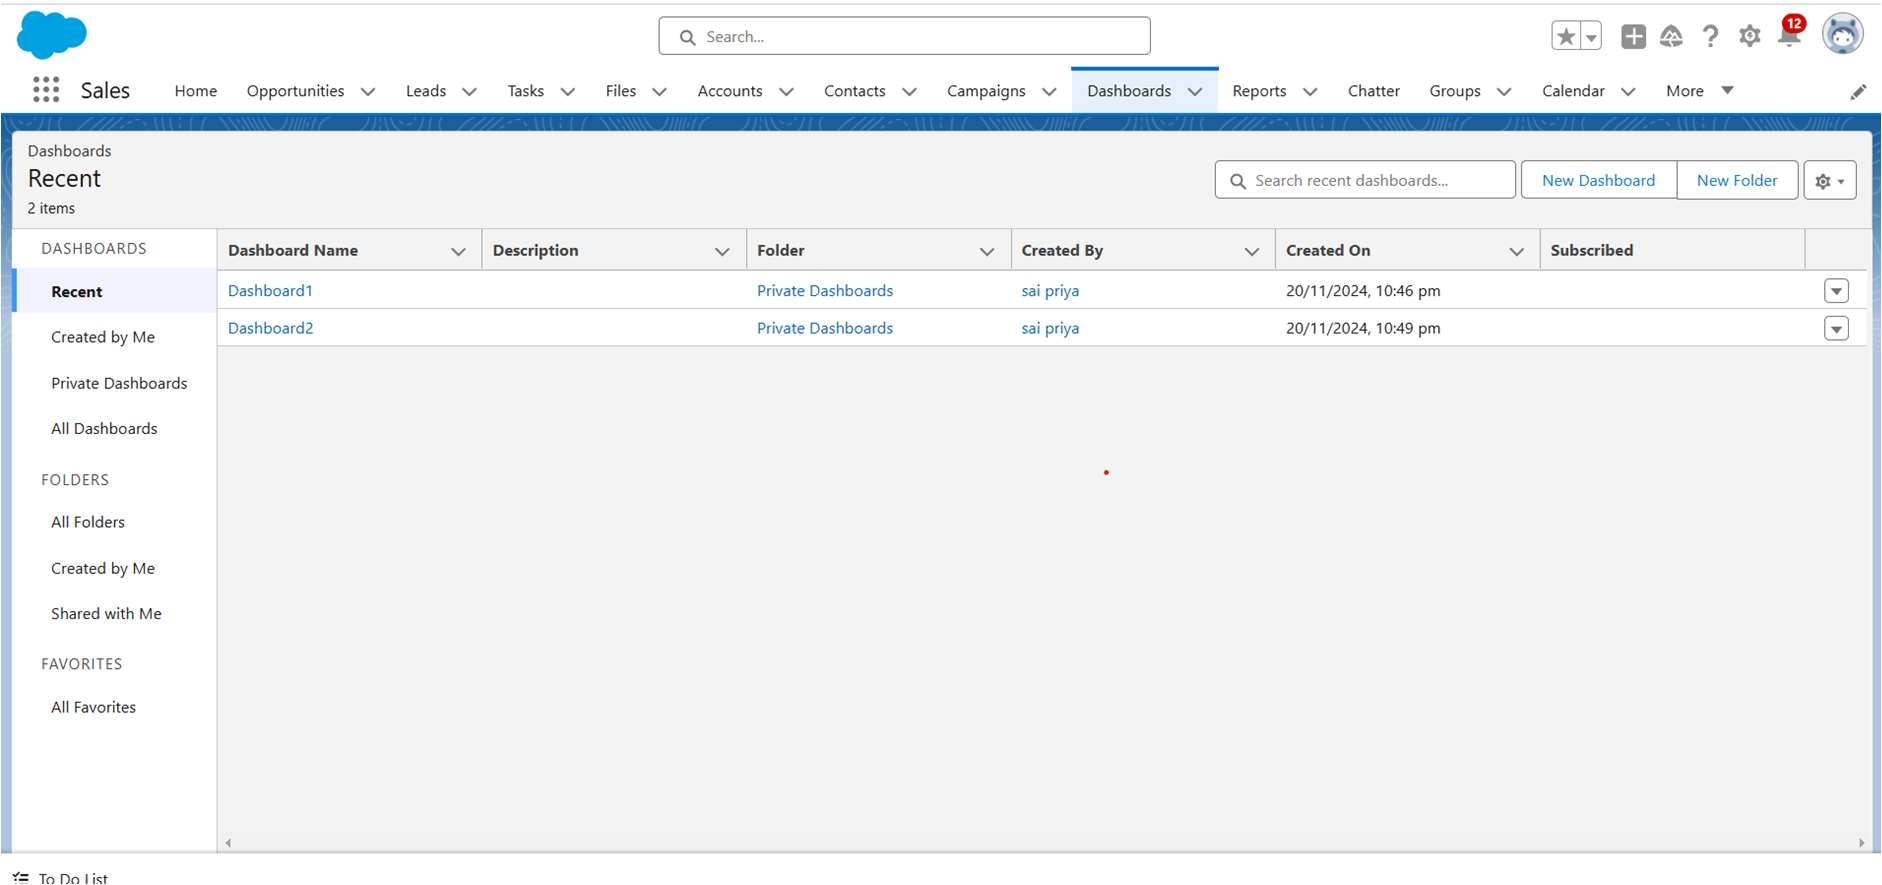 Search...
12
Sales Home Opportunities Leads Tasks Files Accounts Contacts Campaigns Dashboards Reports Chatter Groups Calendar More
Dashboards
Recent
2 items
Search recent dashboards...
New Dashboard
New Folder
DASHBOARDS
Recent
Created by Me
Private Dashboards
All Dashboards
FOLDERS
All Folders
Created by Me
Shared with Me
FAVORITES
All Favorites
Dashboard Name Description Folder Created By Created On Subscribed
Dashboard1 Private Dashboards sai priya 20/11/2024, 10:46 pm
Dashboard2 Private Dashboards sai priya 20/11/2024, 10:49 pm
To Do List